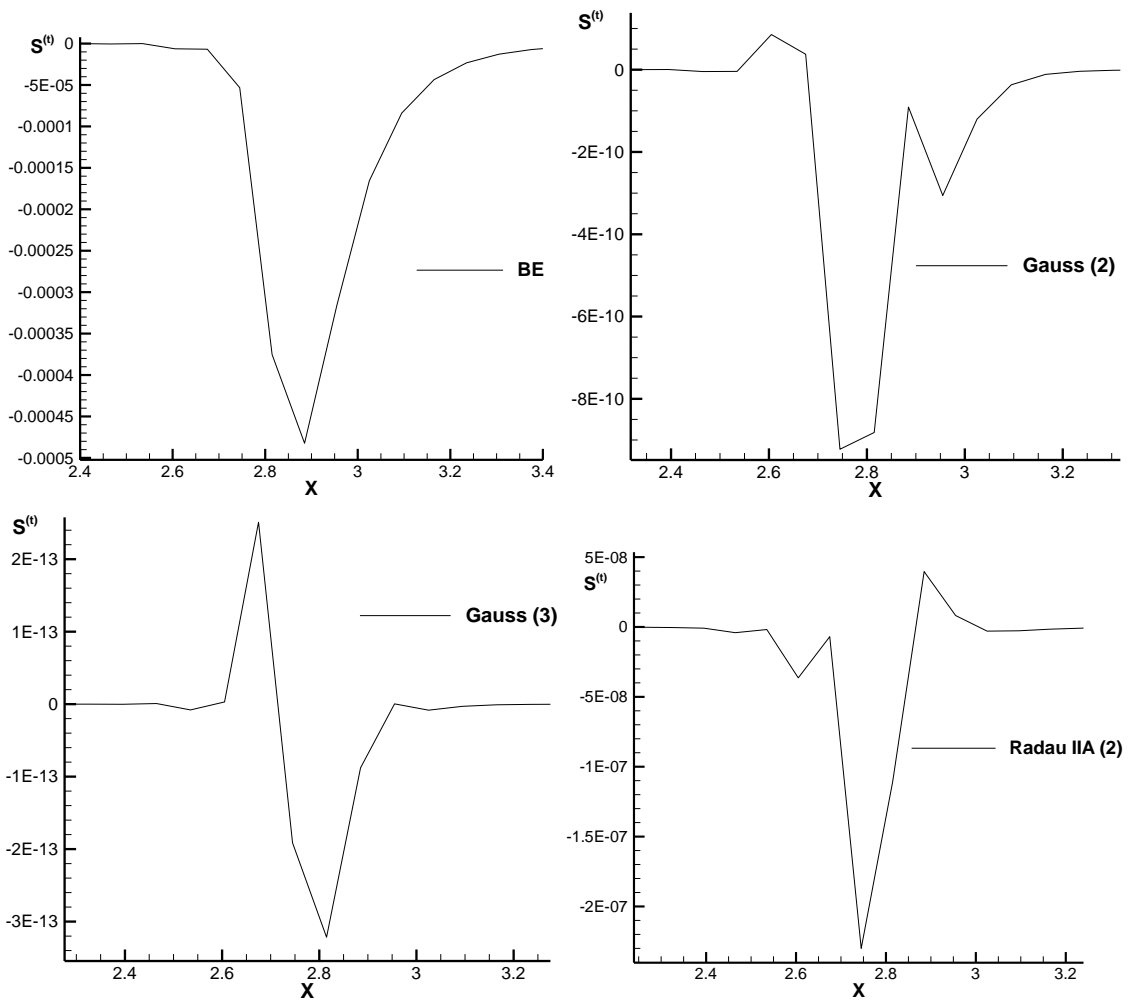 S(t)
0
-5E-05
-0.0001
-0.00015
-0.0002
-0.00025
-0.0003
-0.00035
-0.0004
-0.00045
-0.0005
2.4 2.6 2.8 3 3.2 3.4
X
BE
S(t)
0
-2E-10
-4E-10
-6E-10
-8E-10
2.4 2.6 2.8 3 3.2
X
Gauss (2)
S(t)
2E-13
1E-13
0
-1E-13
-2E-13
-3E-13
2.4 2.6 2.8 3 3.2
X
Gauss (3)
5E-08
S(t)
0
-5E-08
-1E-07
-1.5E-07
-2E-07
2.4 2.6 2.8 3 3.2
X
Radau IIA (2)